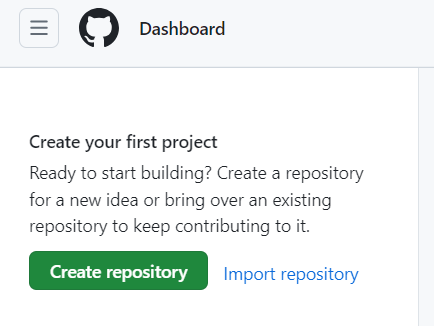 Dashboard
Create your first project
Ready to start building? Create a repository
for a new idea or bring over an existing
repository to keep contributing to it.
Create repository Import repository